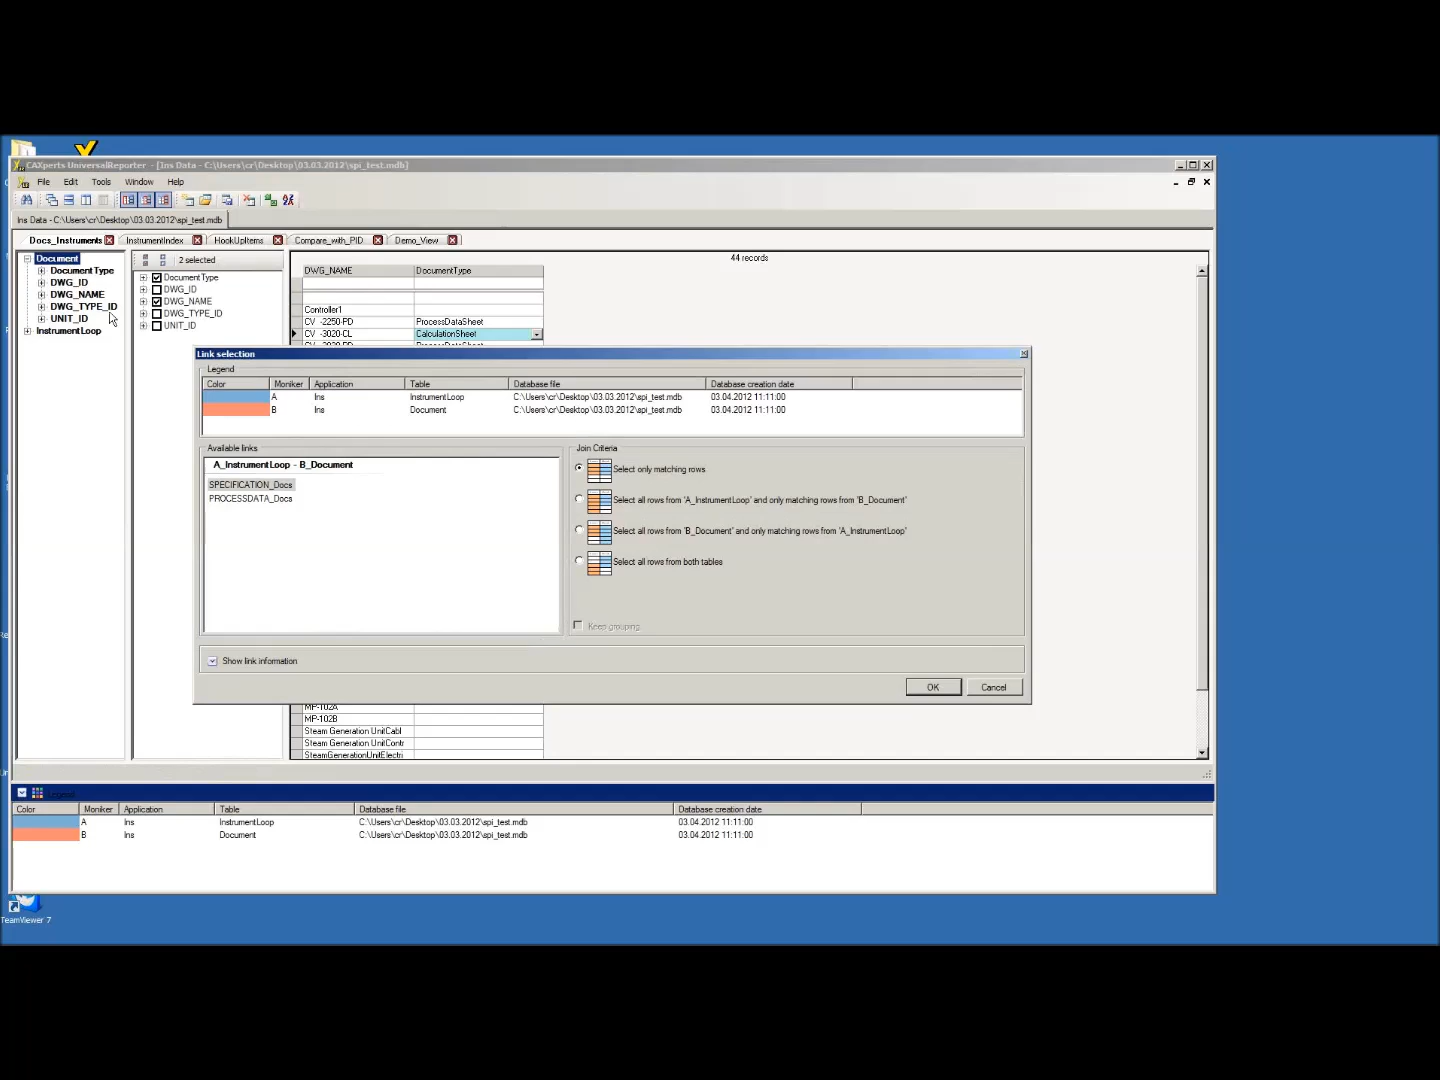 CAXperts UniversalReporter - [Ins Data - C:\Users\cr\Desktop\03.03.2012\spi_test.mdb]
File Edit Tools Window Help
Ins Data - C:\Users\cr\Desktop\03.03.2012\spi_test.mdb
Docs_Instruments InstrumentIndex HookUpItems Compare_with_PID Demo_View
Document
DocumentType
DWG_ID
DWG_NAME
DWG_TYPE_ID
UNIT_ID
InstrumentLoop
2 selected
DocumentType
DWG_ID
DWG_NAME
DWG_TYPE_ID
UNIT_ID
44 records
DWG_NAME DocumentType
Controller1
CV -2250-PD ProcessDataSheet
CV -3020-CL CalculationSheet
Link selection
Legend
Color Moniker Application Table Database file Database creation date
A Ins InstrumentLoop C:\Users\cr\Desktop\03.03.2012\spi_test.mdb 03.04.2012 11:11:00
B Ins Document C:\Users\cr\Desktop\03.03.2012\spi_test.mdb 03.04.2012 11:11:00
Available links
A_InstrumentLoop - B_Document
SPECIFICATION_Docs
PROCESSDATA_Docs
Join Criteria
Select only matching rows
Select all rows from 'A_InstrumentLoop' and only matching rows from 'B_Document'
Select all rows from 'B_Document' and only matching rows from 'A_InstrumentLoop'
Select all rows from both tables
Keep grouping
Show link information
OK Cancel
MP-102A
MP-102B
Steam Generation UnitCabl
Steam Generation UnitContr
SteamGenerationUnitElectri
Color Moniker Application Table Database file Database creation date
A Ins InstrumentLoop C:\Users\cr\Desktop\03.03.2012\spi_test.mdb 03.04.2012 11:11:00
B Ins Document C:\Users\cr\Desktop\03.03.2012\spi_test.mdb 03.04.2012 11:11:00
TeamViewer 7